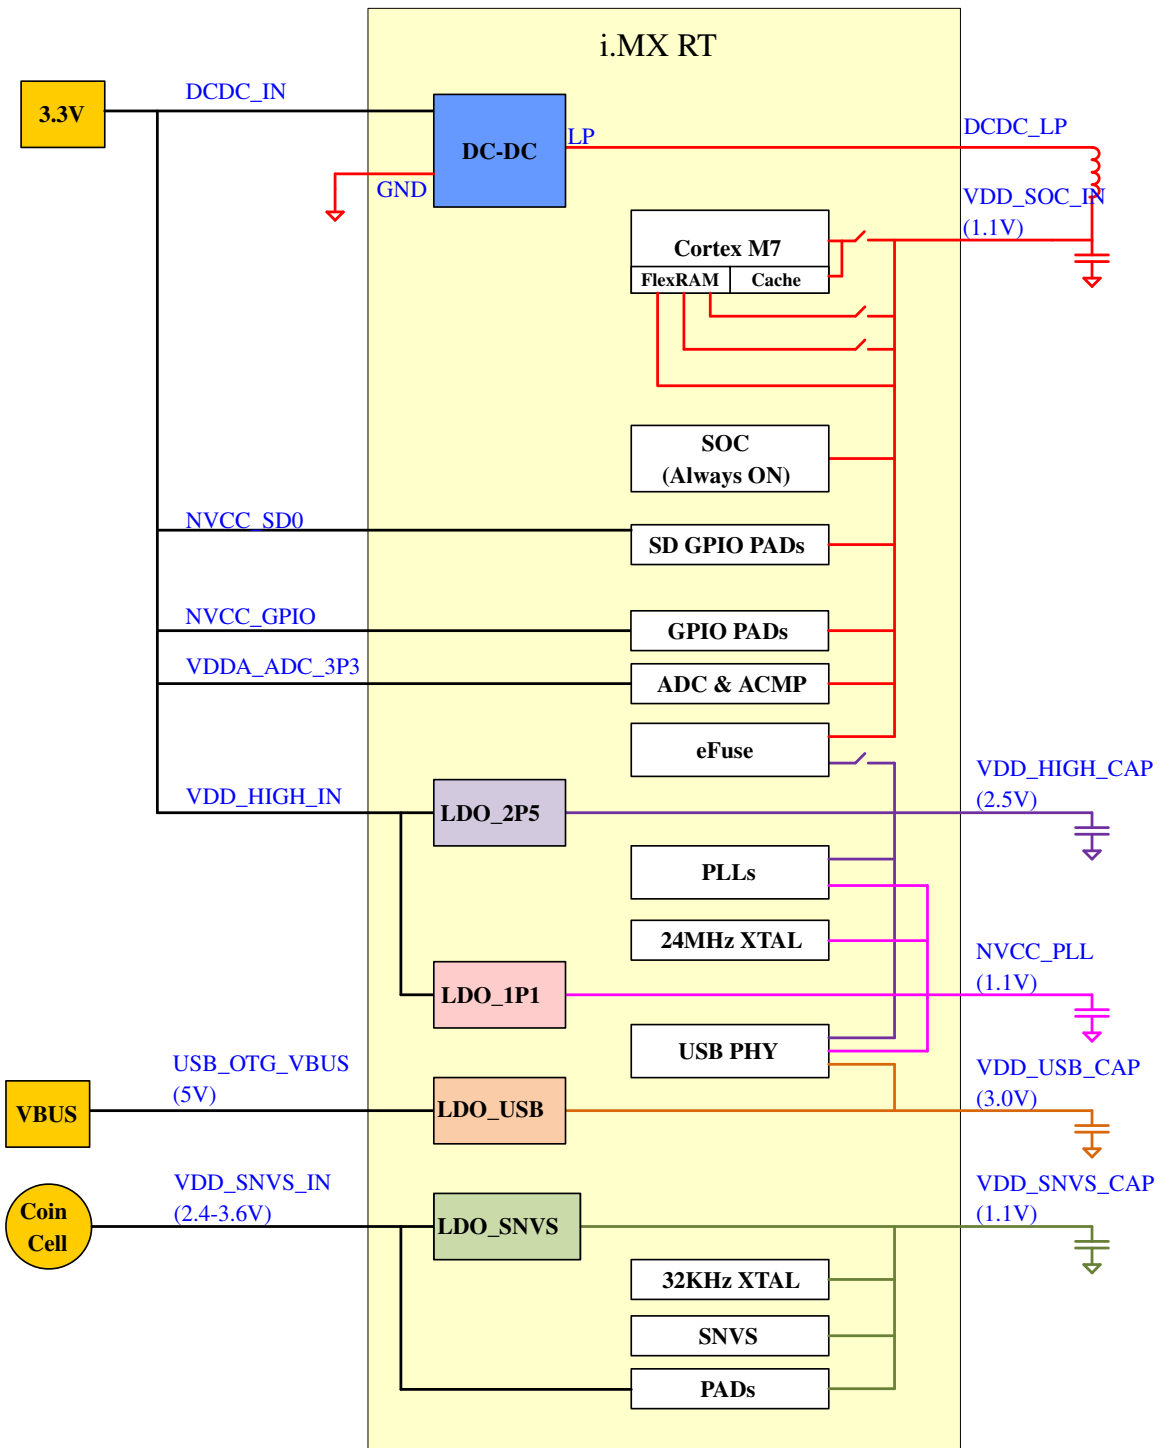 i.MX RT
DCDC_IN
3.3V
DC-DC
LP
DCDC_LP
GND
VDD_SOC_IN
(1.1V)
Cortex M7
FlexRAM
Cache
SOC
(Always ON)
NVCC_SD0
SD GPIO PADs
NVCC_GPIO
GPIO PADs
VDDA_ADC_3P3
ADC & ACMP
eFuse
VDD_HIGH_CAP
(2.5V)
VDD_HIGH_IN
LDO_2P5
PLLs
24MHz XTAL
NVCC_PLL
(1.1V)
LDO_1P1
USB PHY
USB_OTG_VBUS
(5V)
VDD_USB_CAP
(3.0V)
VBUS
LDO_USB
VDD_SNVS_IN
(2.4-3.6V)
VDD_SNVS_CAP
(1.1V)
Coin
Cell
LDO_SNVS
32KHz XTAL
SNVS
PADs